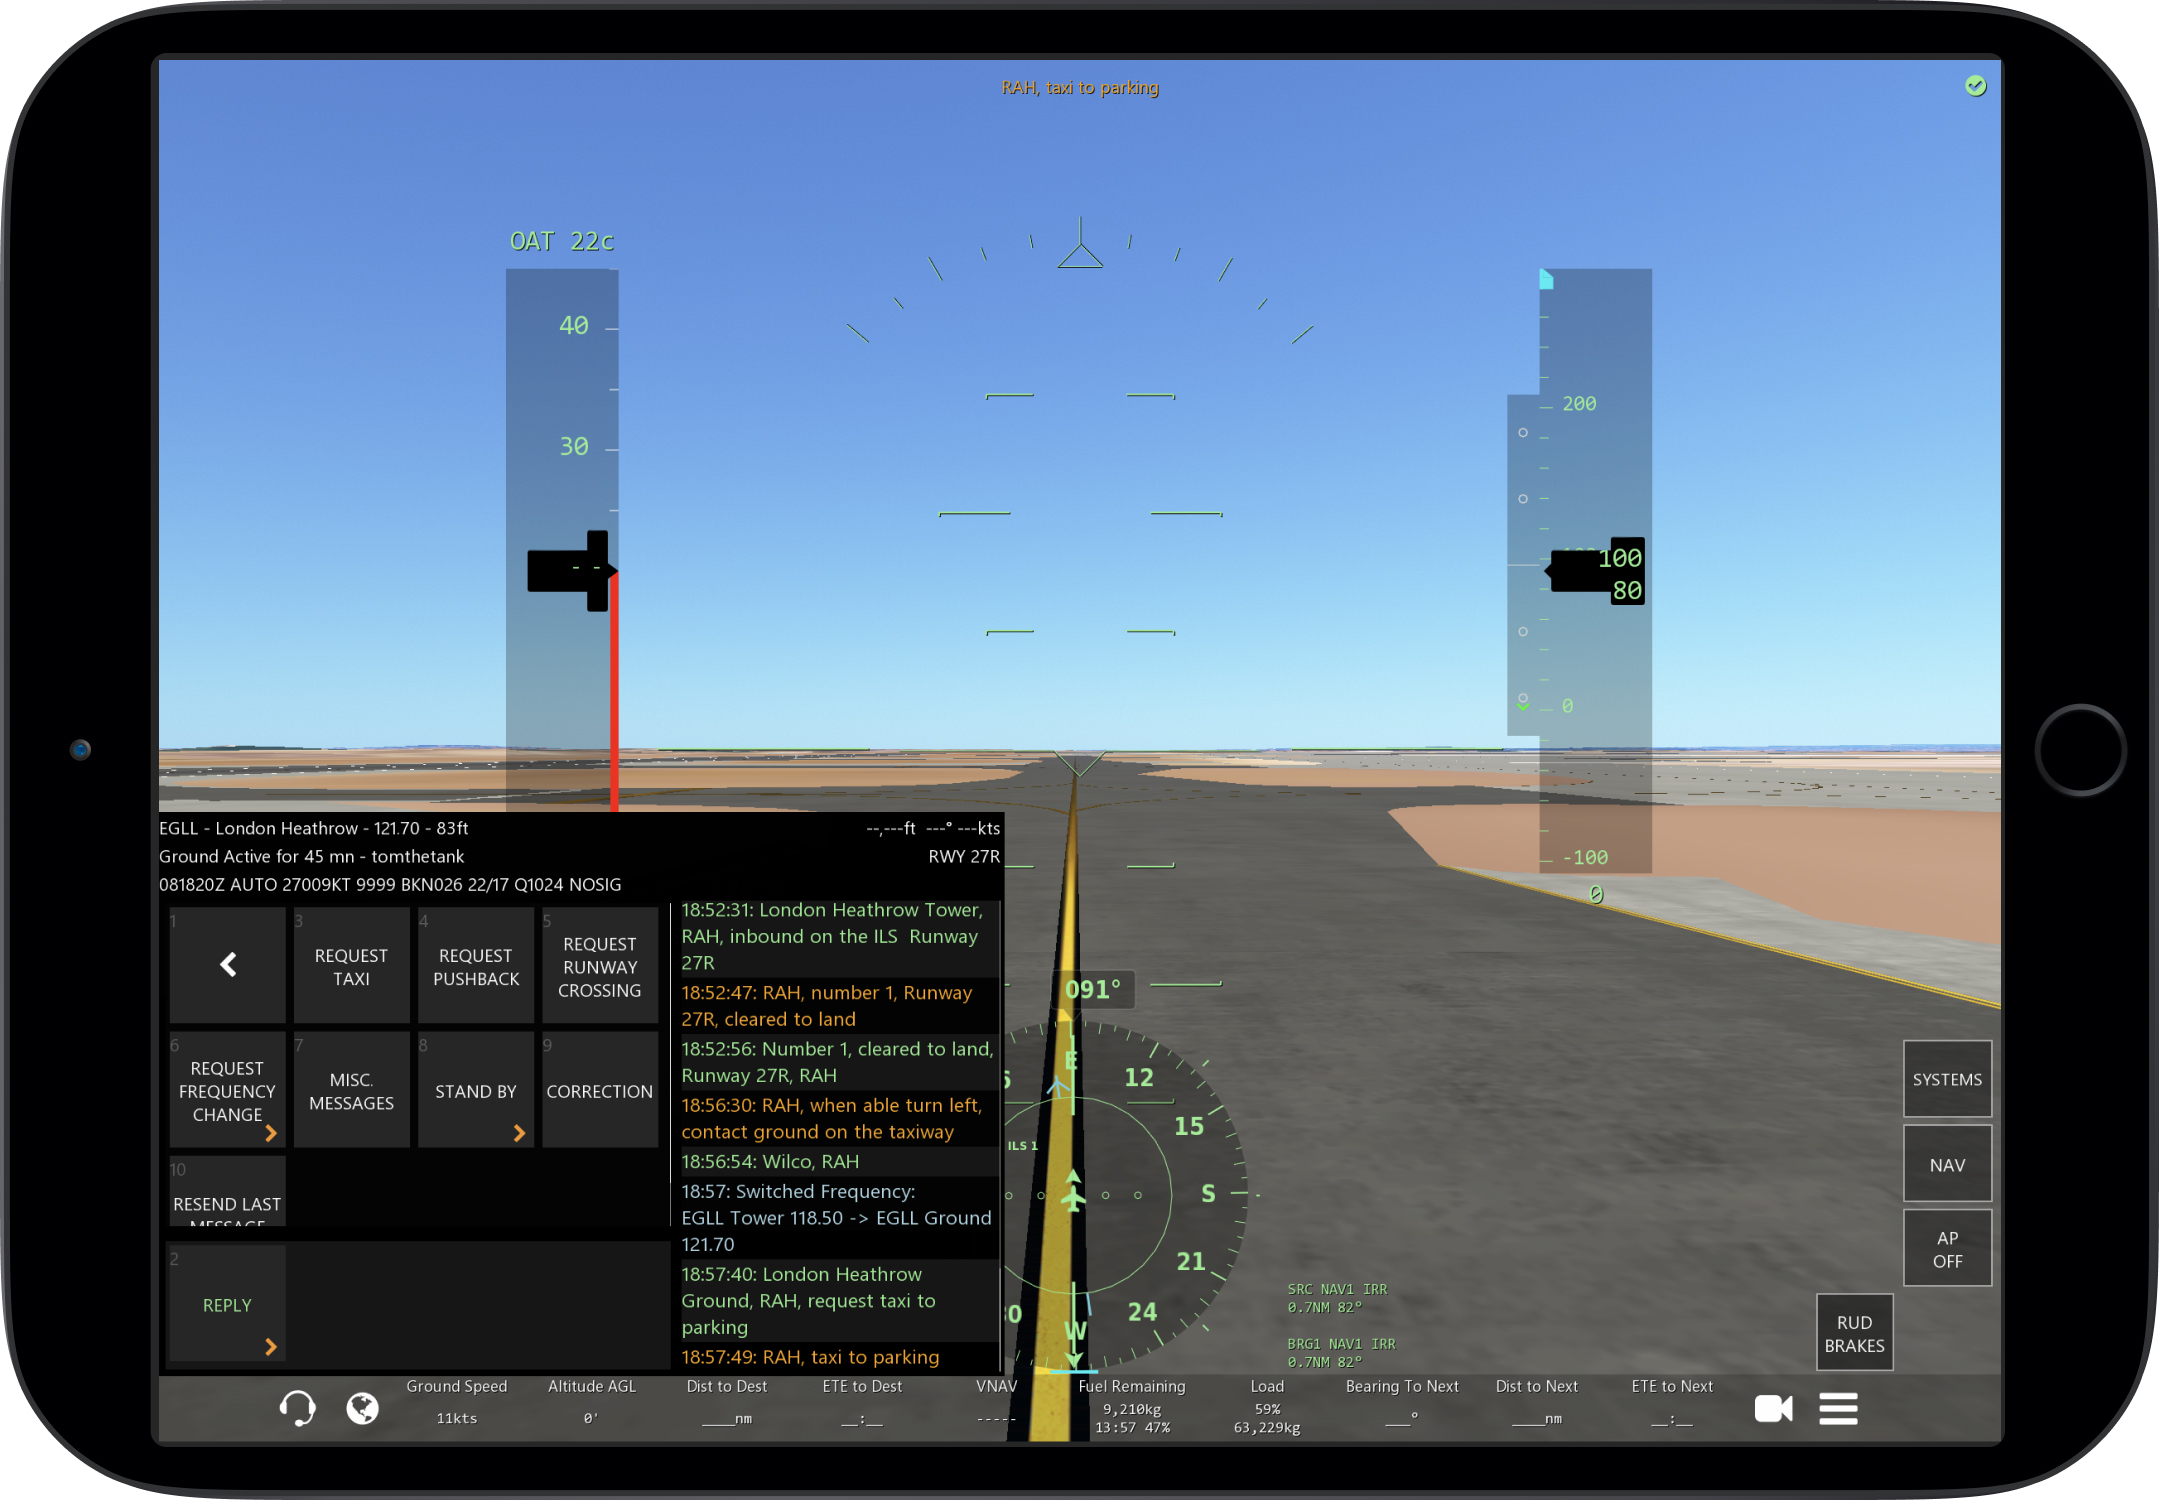 RAH, taxi to parking
OAT 22c
40
30
- -
200
100
80
0
-100
0
EGLL - London Heathrow - 121.70 - 83ft
--,---ft ---° ---kts
Ground Active for 45 mn - tomthetank
RWY 27R
081820Z AUTO 27009KT 9999 BKN026 22/17 Q1024 NOSIG
1
3
REQUEST
TAXI
4
REQUEST
PUSHBACK
5
REQUEST
RUNWAY
CROSSING
6
REQUEST
FREQUENCY
CHANGE
7
MISC.
MESSAGES
8
STAND BY
9
CORRECTION
10
RESEND LAST
MESSAGE
2
REPLY
18:52:31: London Heathrow Tower,
RAH, inbound on the ILS Runway
27R
18:52:47: RAH, number 1, Runway
27R, cleared to land
18:52:56: Number 1, cleared to land,
Runway 27R, RAH
18:56:30: RAH, when able turn left,
contact ground on the taxiway
18:56:54: Wilco, RAH
18:57: Switched Frequency:
EGLL Tower 118.50 -> EGLL Ground
121.70
18:57:40: London Heathrow
Ground, RAH, request taxi to
parking
18:57:49: RAH, taxi to parking
091°
E
12
15
S
21
24
W
ILS 1
SRC NAV1 IRR
0.7NM 82°
BRG1 NAV1 IRR
0.7NM 82°
SYSTEMS
NAV
AP
OFF
RUD
BRAKES
Ground Speed
11kts
Altitude AGL
0'
Dist to Dest
___nm
ETE to Dest
__:__
VNAV
-----
Fuel Remaining
9,210kg
13:57 47%
Load
59%
63,229kg
Bearing To Next
___°
Dist to Next
____nm
ETE to Next
__:__